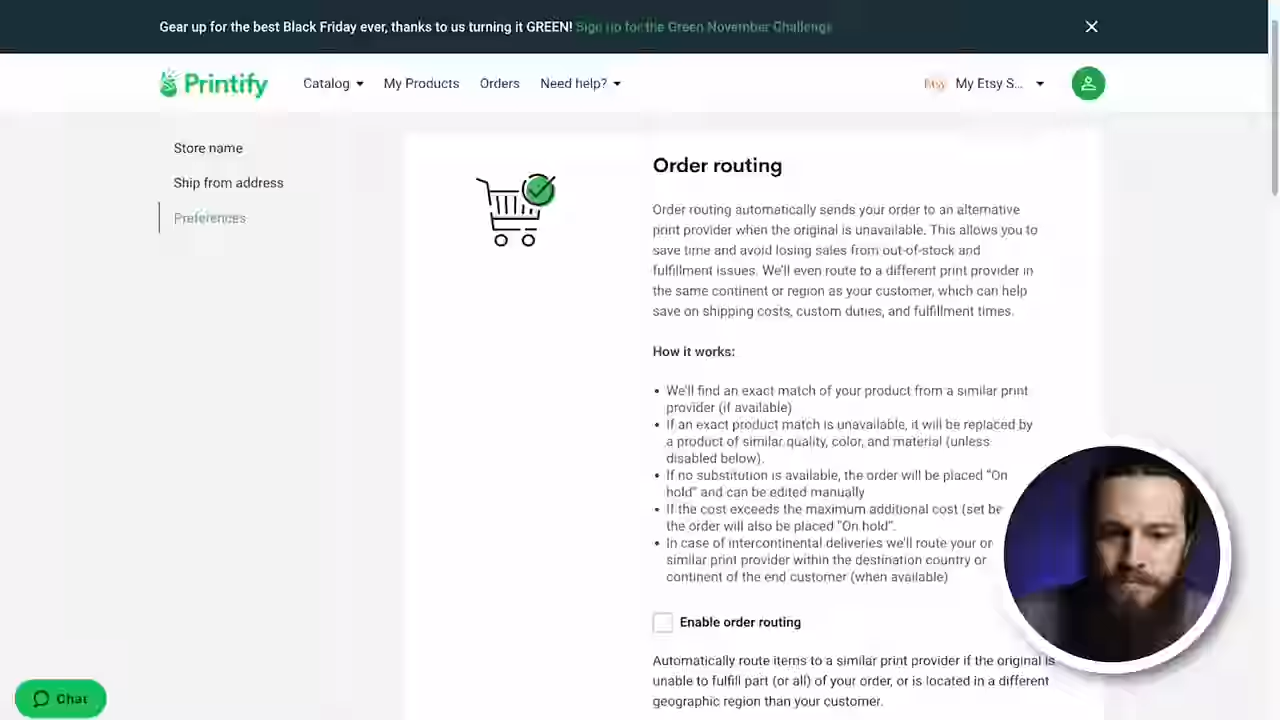 Gear up for the best Black Friday ever, thanks to us turning it GREEN! Sign up for the Green November Challenge
Printify
Catalog
My Products
Orders
Need help?
Etsy
My Etsy S...
Store name
Ship from address
Preferences
Order routing
Order routing automatically sends your order to an alternative
print provider when the original is unavailable. This allows you to
save time and avoid losing sales from out-of-stock and
fulfillment issues. We'll even route to a different print provider in
the same continent or region as your customer, which can help
save on shipping costs, custom duties, and fulfillment times.
How it works:
• We'll find an exact match of your product from a similar print
provider (if available)
• If an exact product match is unavailable, it will be replaced by
a product of similar quality, color, and material (unless
disabled below).
• If no substitution is available, the order will be placed "On
hold" and can be edited manually
• If the cost exceeds the maximum additional cost (set be
the order will also be placed "On hold".
• In case of intercontinental deliveries we'll route your or
similar print provider within the destination country or
continent of the end customer (when available)
Enable order routing
Automatically route items to a similar print provider if the original is
unable to fulfill part (or all) of your order, or is located in a different
geographic region than your customer.
Chat